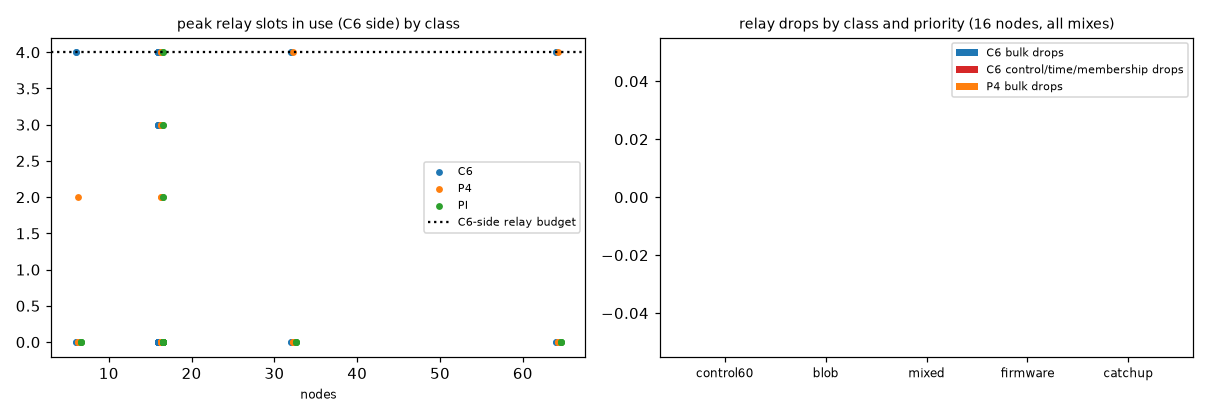 peak relay slots in use (C6 side) by class
4.0
3.5
3.0
2.5
2.0
1.5
1.0
0.5
0.0
C6
P4
PI
C6-side relay budget
10 20 30 40 50 60
nodes
relay drops by class and priority (16 nodes, all mixes)
0.04
0.02
0.00
−0.02
−0.04
C6 bulk drops
C6 control/time/membership drops
P4 bulk drops
control60 blob mixed firmware catchup